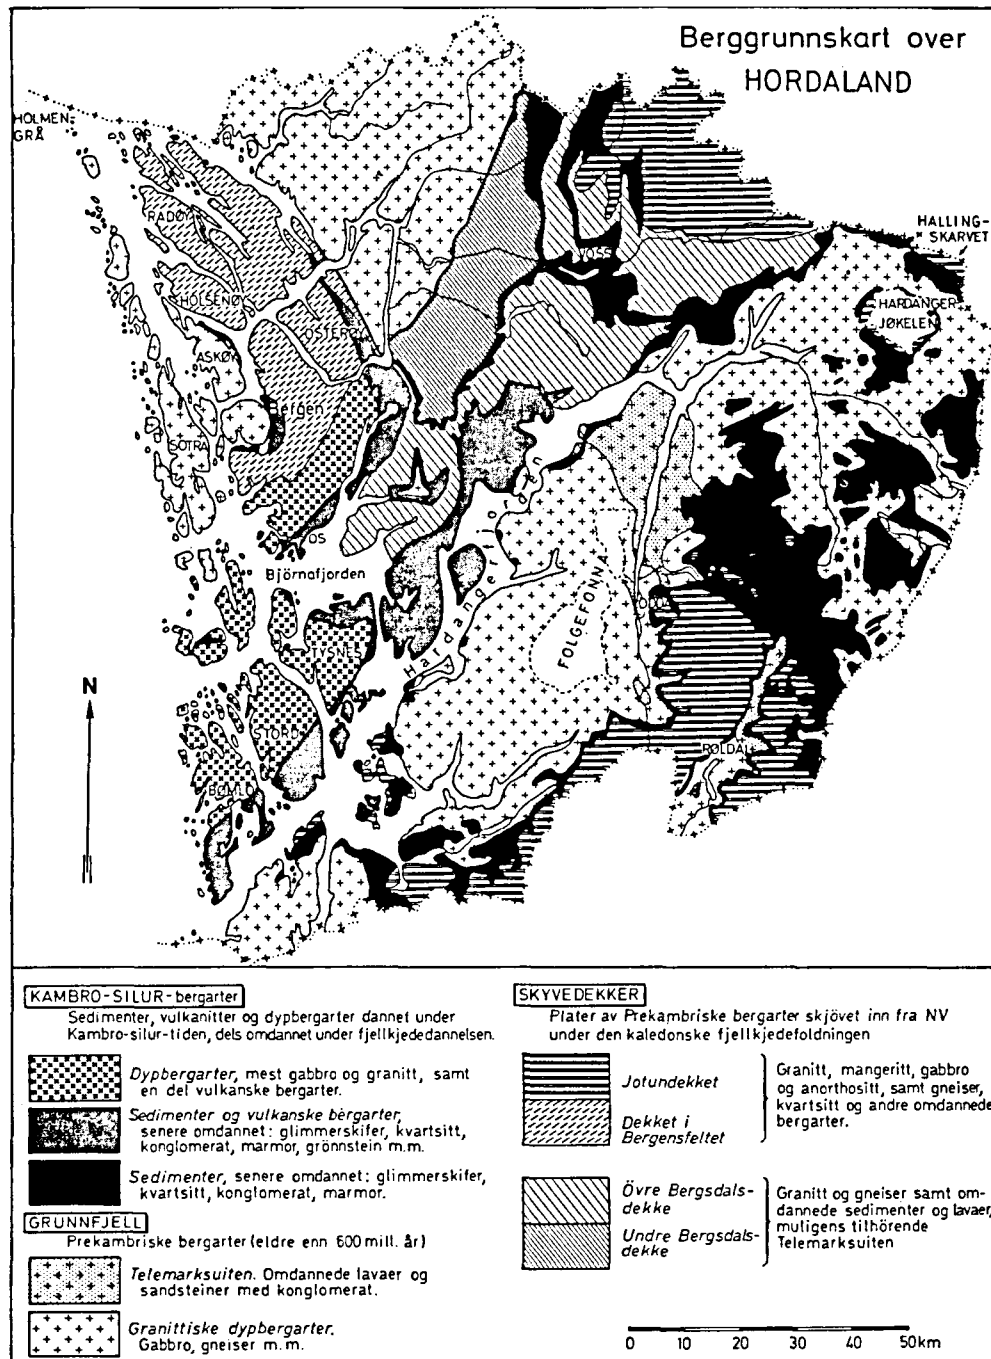 Berggrunnskart over
HORDALAND
HOLMEN-
GRÅ
RADØY
HOLSENØY
OSTERØY
ASKØY
Bergen
SOTRA
VOSS
HALLING-
SKARVET
HARDANGER
JØKELEN
OS
Björnafjorden
Hardangerfjorden
FOLGEFONN
ODDA
TYSNES
STORD
BØMLO
RØLDAL
N
KAMBRO-SILUR-bergarter
Sedimenter, vulkanitter og dypbergarter dannet under
Kambro-silur-tiden, dels omdannet under fjellkjededannelsen.
Dypbergarter, mest gabbro og granitt, samt
en del vulkanske bergarter.
Sedimenter og vulkanske bergarter,
senere omdannet: glimmerskifer, kvartsitt,
konglomerat, marmor, grönnstein m.m.
Sedimenter, senere omdannet: glimmerskifer,
kvartsitt, konglomerat, marmor.
GRUNNFJELL
Prekambriske bergarter (eldre enn 600 mill. år)
Telemarksuiten. Omdannede lavaer og
sandsteiner med konglomerat.
Granittiske dypbergarter.
Gabbro, gneiser m.m.
SKYVEDEKKER
Plater av Prekambriske bergarter skjövet inn fra NV
under den kaledonske fjellkjedefoldningen
Jotundekket
Dekket i
Bergensfeltet
Granitt, mangeritt, gabbro
og anorthositt, samt gneiser,
kvartsitt og andre omdannede
bergarter.
Övre Bergsdals-
dekke
Undre Bergsdals-
dekke
Granitt og gneiser samt om-
dannede sedimenter og lavaer,
muligens tilhörende
Telemarksuiten
0 10 20 30 40 50km